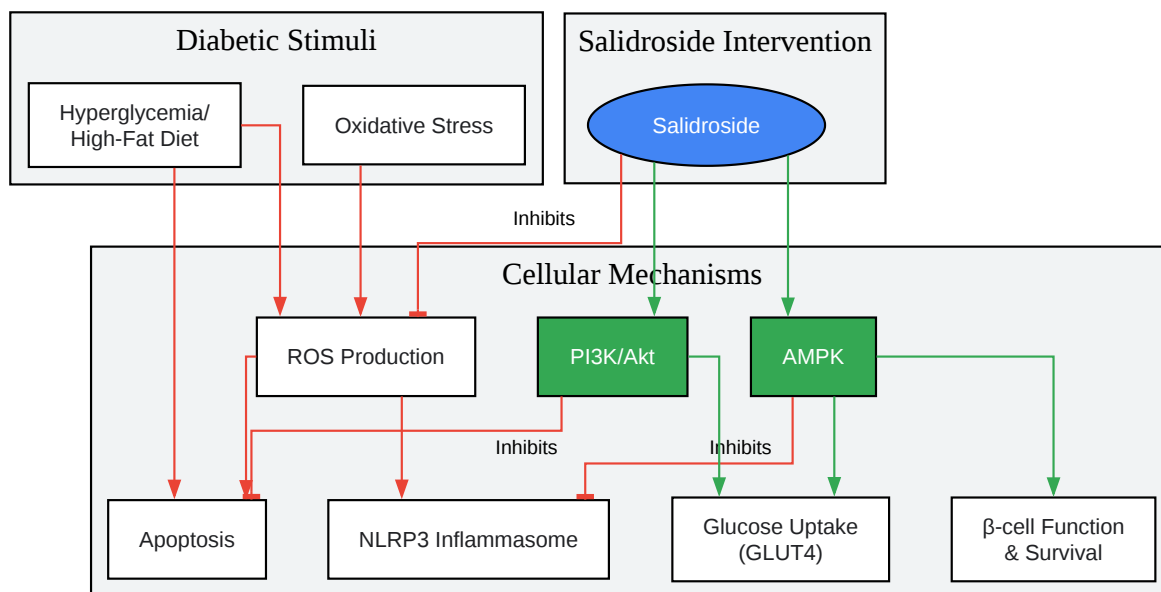 Diabetic Stimuli
Salidroside Intervention
Hyperglycemia/
High-Fat Diet
Oxidative Stress
Salidroside
Inhibits
Cellular Mechanisms
ROS Production
PI3K/Akt
AMPK
Inhibits
Inhibits
Apoptosis
NLRP3 Inflammasome
Glucose Uptake
(GLUT4)
β-cell Function
& Survival